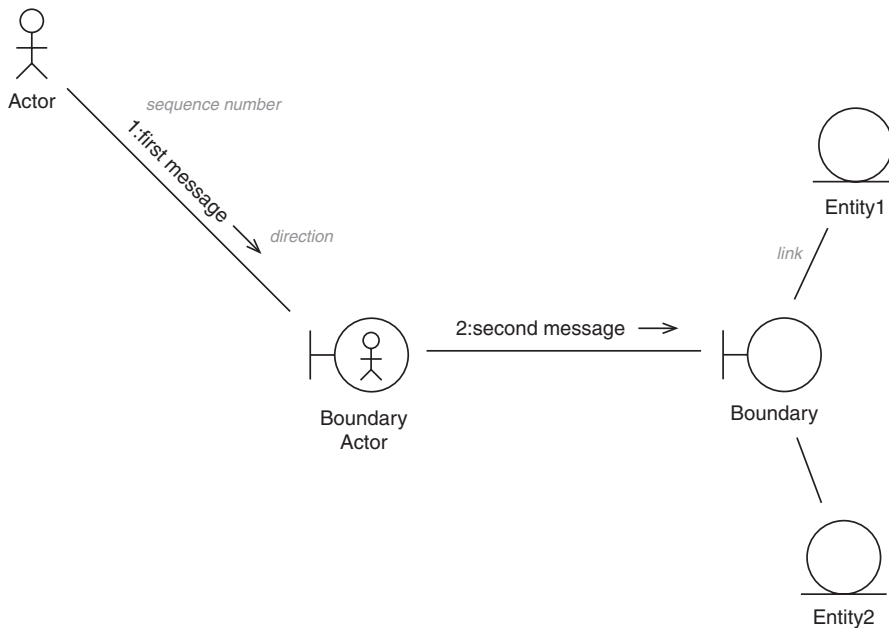 Actor
sequence number
1:first message
direction
Entity1
link
2:second message
Boundary
Actor
Boundary
Entity2